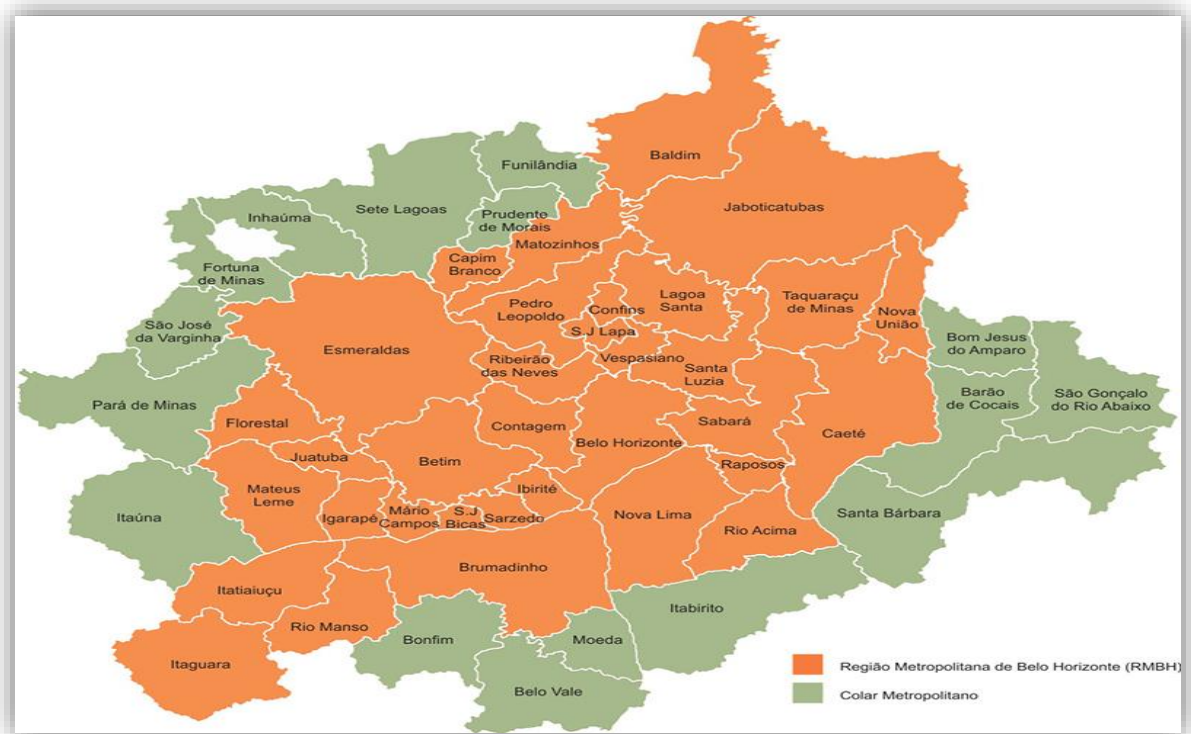 Baldim
Funilândia
Jaboticatubas
Sete Lagoas
Inhaúma
Prudente
de Morais
Matozinhos
Capim
Branco
Fortuna
de Minas
Lagoa
Santa
Taquaraçu
de Minas
Pedro
Leopoldo
Confins
Nova
União
São José
da Varginha
S.J Lapa
Bom Jesus
do Amparo
Esmeraldas
Ribeirão
das Neves
Vespasiano
Santa
Luzia
Barão
de Cocais
São Gonçalo
do Rio Abaixo
Pará de Minas
Florestal
Contagem
Belo Horizonte
Sabará
Caeté
Juatuba
Betim
Raposos
Mateus
Leme
Ibirité
Itaúna
Igarapé
Mário
Campos
S.J
Bicas
Sarzedo
Nova Lima
Santa Bárbara
Rio Acima
Brumadinho
Itatiaiuçu
Itabirito
Rio Manso
Bonfim
Moeda
Itaguara
Belo Vale
Região Metropolitana de Belo Horizonte (RMBH)
Colar Metropolitano